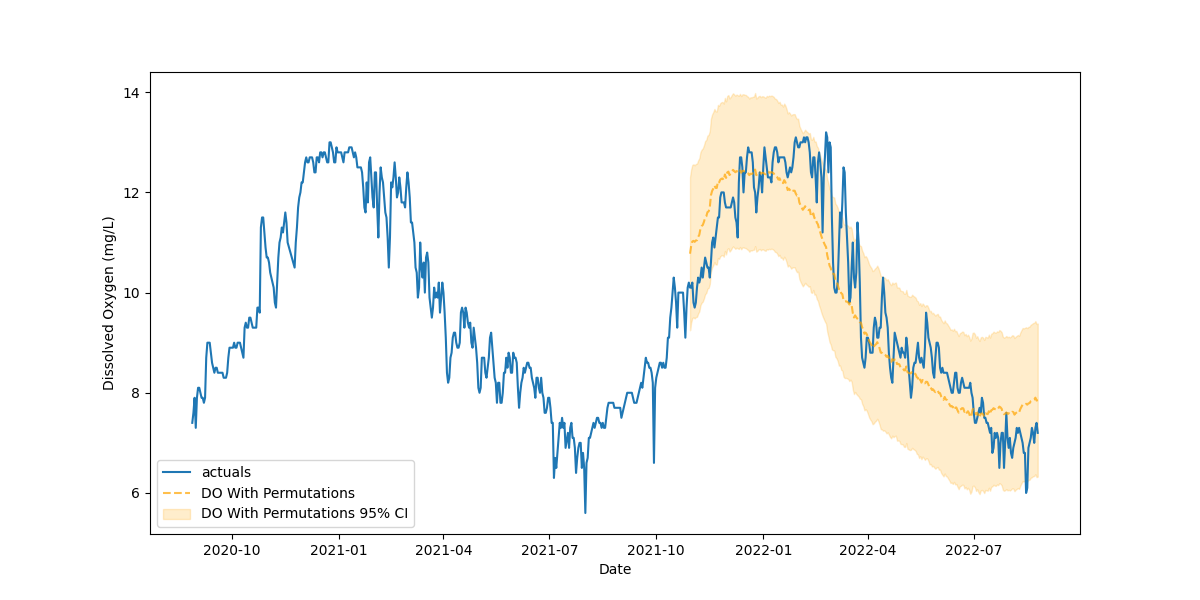 14
12
10
8
6
Dissolved Oxygen (mg/L)
actuals
DO With Permutations
DO With Permutations 95% CI
2020-10
2021-01
2021-04
2021-07
2021-10
2022-01
2022-04
2022-07
Date